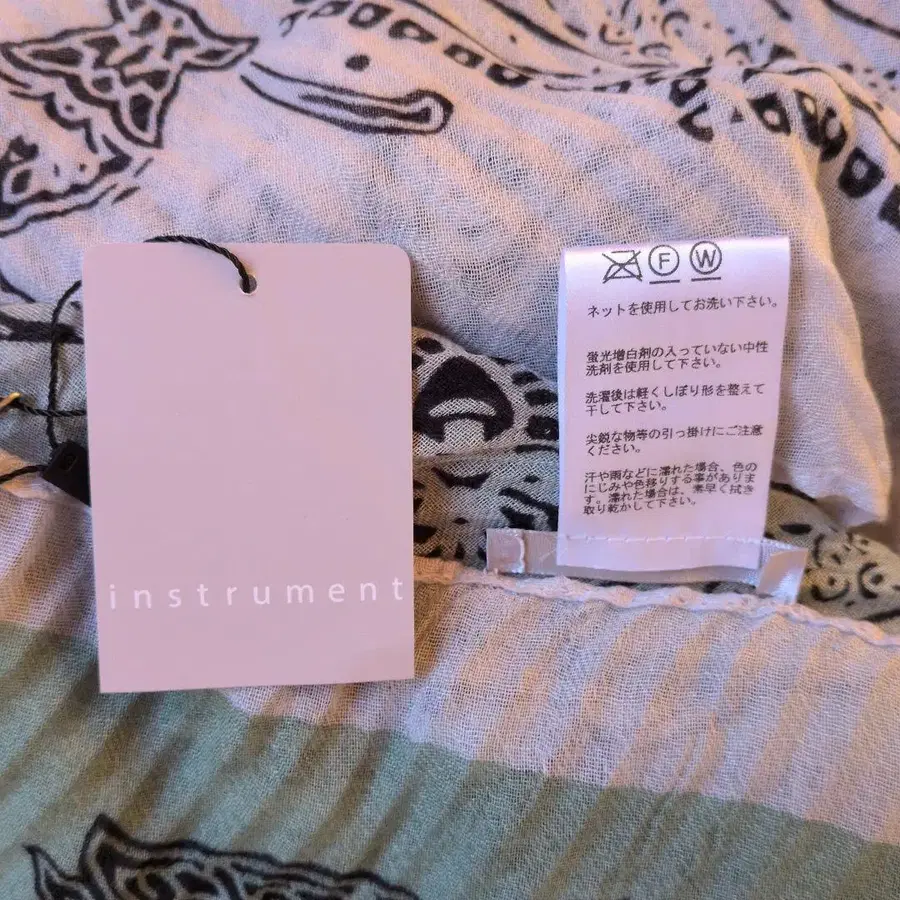 instrument
F W
ネットを使用してお洗い下さい。
蛍光増白剤の入っていない中性
洗剤を使用して下さい。
洗濯後は軽くしぼり形を整えて
干して下さい。
尖鋭な物等の引っ掛けにご注意
ください。
汗や雨などに濡れた場合、色の
にじみや色移りする事がありま
す。濡れた場合は、素早く拭き
取り乾かして下さい。